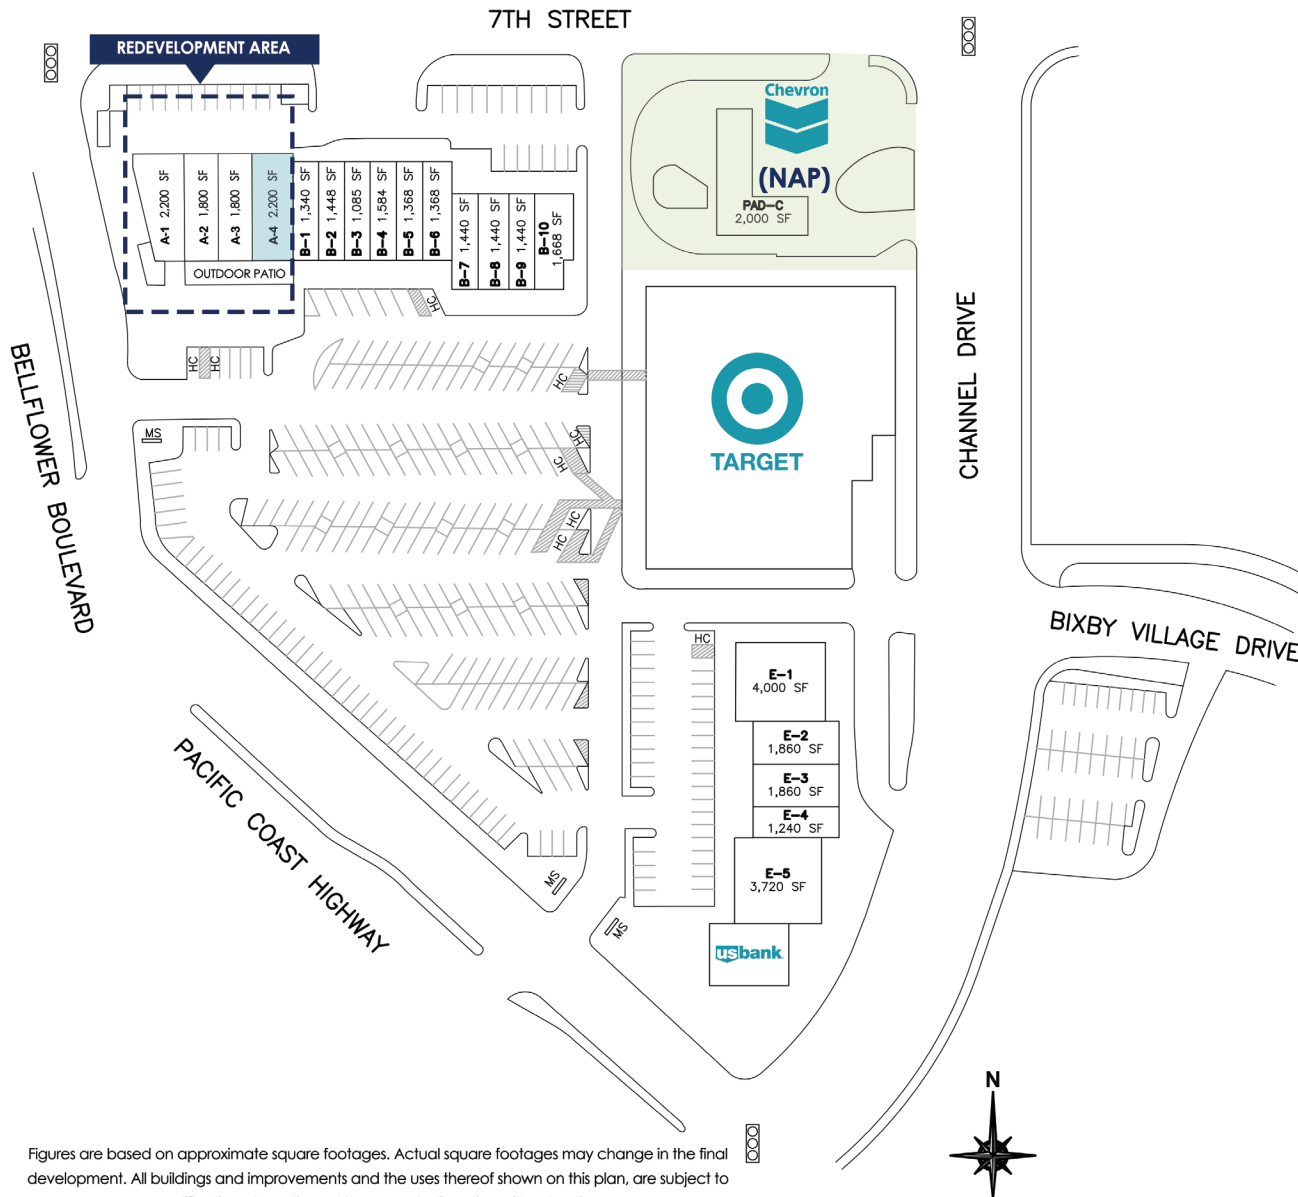 7TH STREET
REDEVELOPMENT AREA
Chevron
(NAP)
PAD-C
2,000 SF
A-1 2,200 SF
A-2 1,800 SF
A-3 1,800 SF
A-4 2,200 SF
B-1 1,340 SF
B-2 1,448 SF
B-3 1,085 SF
B-4 1,584 SF
B-5 1,368 SF
B-6 1,368 SF
B-7 1,440 SF
B-8 1,440 SF
B-9 1,440 SF
B-10
1,668 SF
OUTDOOR PATIO
HC
HC
HC
HC
HC
HC
HC
HC
MS
TARGET
CHANNEL DRIVE
BELLFLOWER BOULEVARD
BIXBY VILLAGE DRIVE
HC
E-1
4,000 SF
E-2
1,860 SF
E-3
1,860 SF
E-4
1,240 SF
E-5
3,720 SF
usbank
PACIFIC COAST HIGHWAY
MS
MS
N
Figures are based on approximate square footages. Actual square footages may change in the final
development. All buildings and improvements and the uses thereof shown on this plan, are subject to